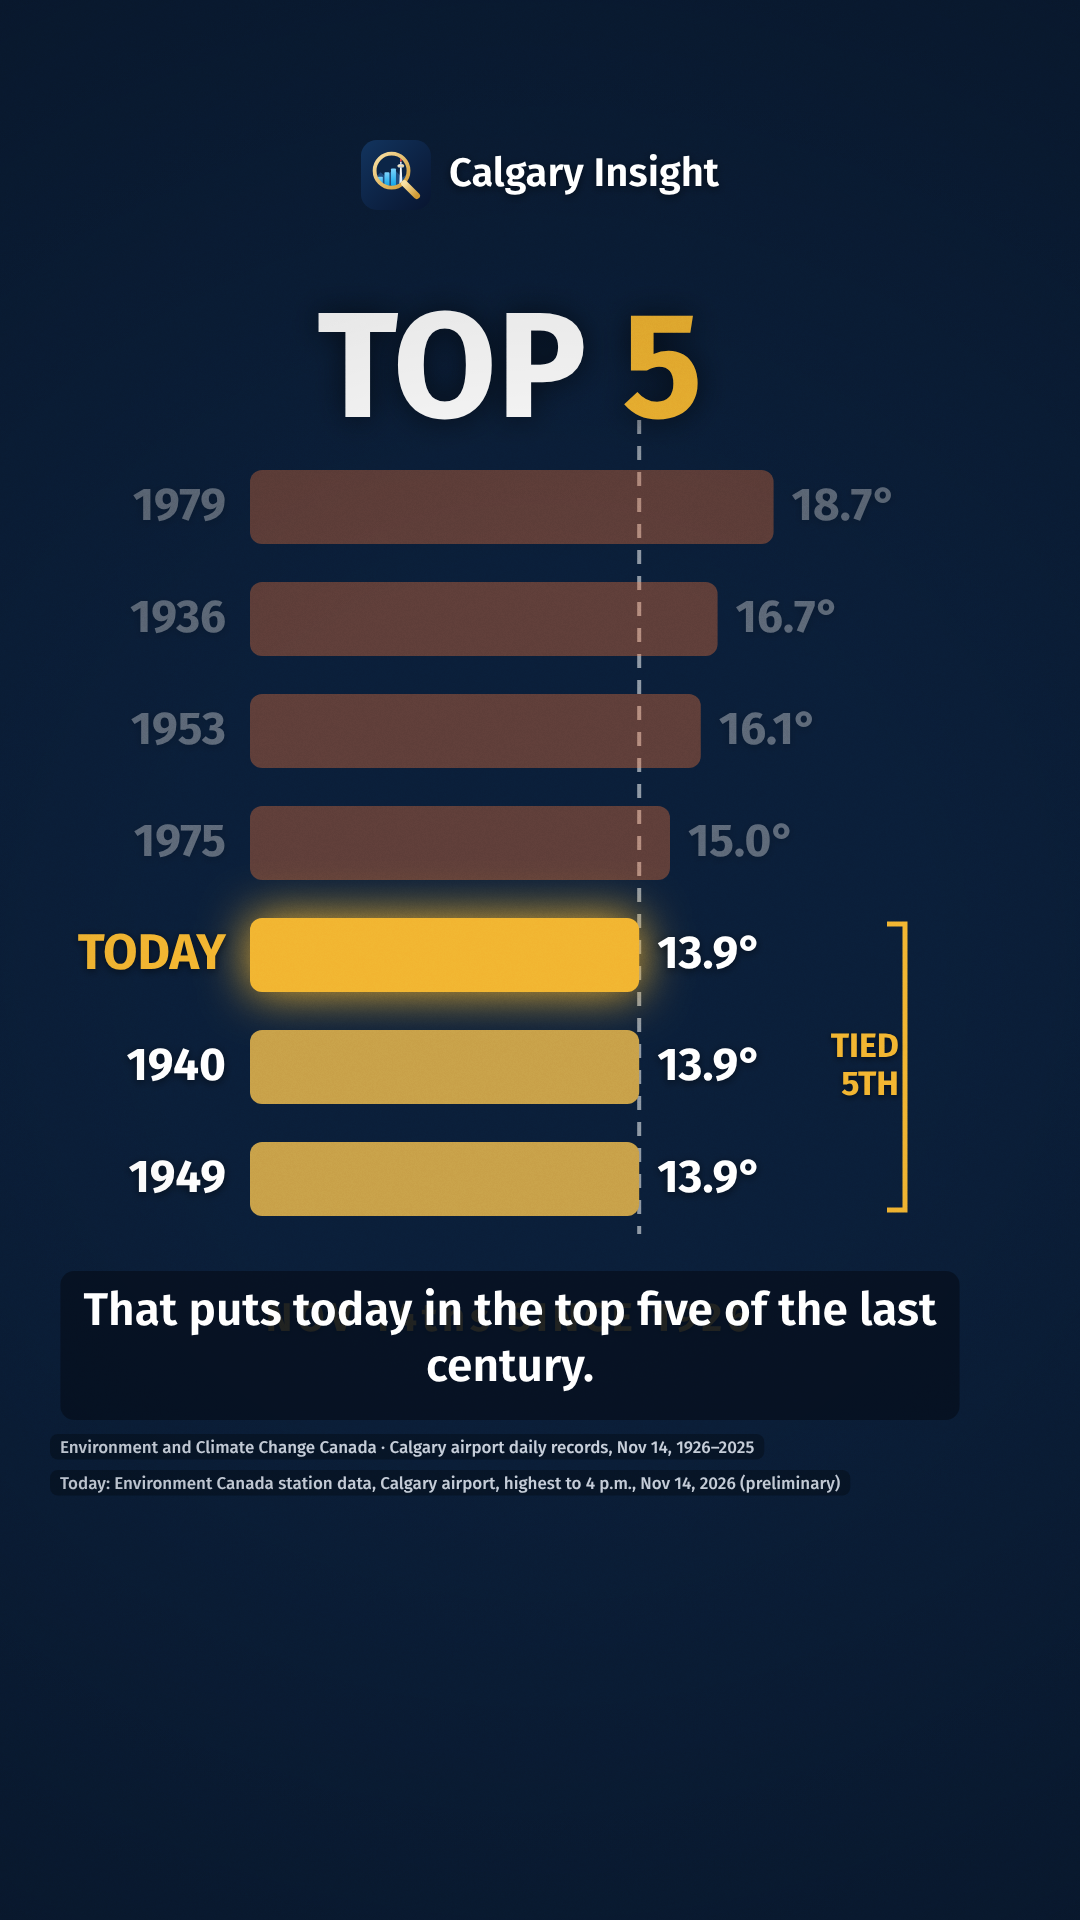 Calgary Insight
TOP 5
1979 18.7°
1936 16.7°
1953 16.1°
1975 15.0°
TODAY 13.9°
1940 13.9°
TIED
5TH
1949 13.9°
That puts today in the top five of the last
century.
Environment and Climate Change Canada · Calgary airport daily records, Nov 14, 1926–2025
Today: Environment Canada station data, Calgary airport, highest to 4 p.m., Nov 14, 2026 (preliminary)